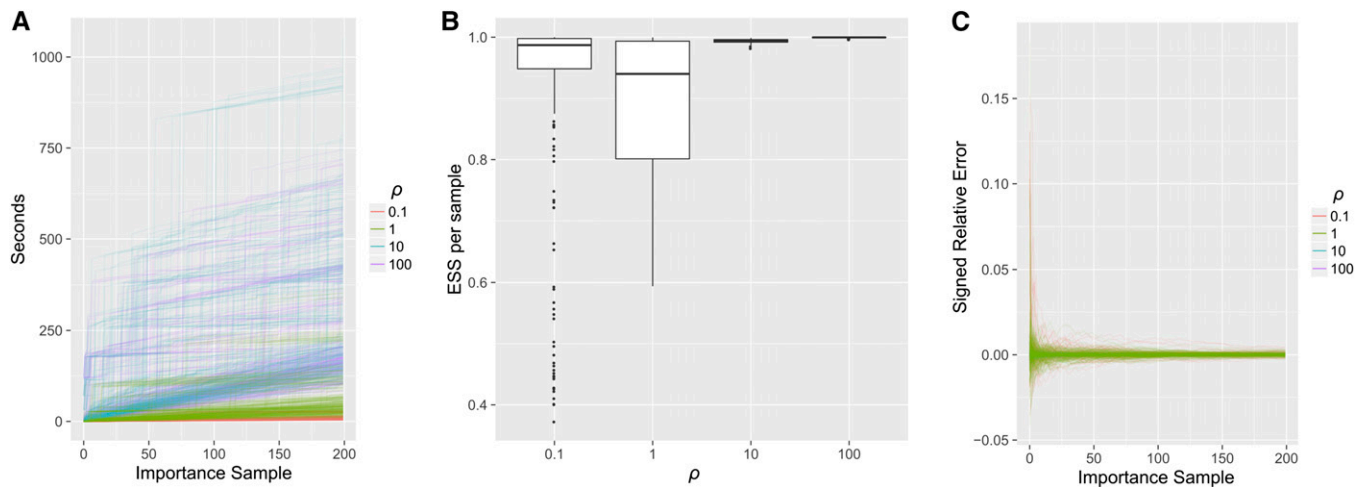 A
1000
750
500
250
0
Seconds
0 50 100 150 200
Importance Sample
ρ
0.1
1
10
100
B
1.0
0.8
0.6
0.4
ESS per sample
0.1 1 10 100
ρ
C
0.15
0.10
0.05
0.00
−0.05
Signed Relative Error
0 50 100 150 200
Importance Sample
ρ
0.1
1
10
100